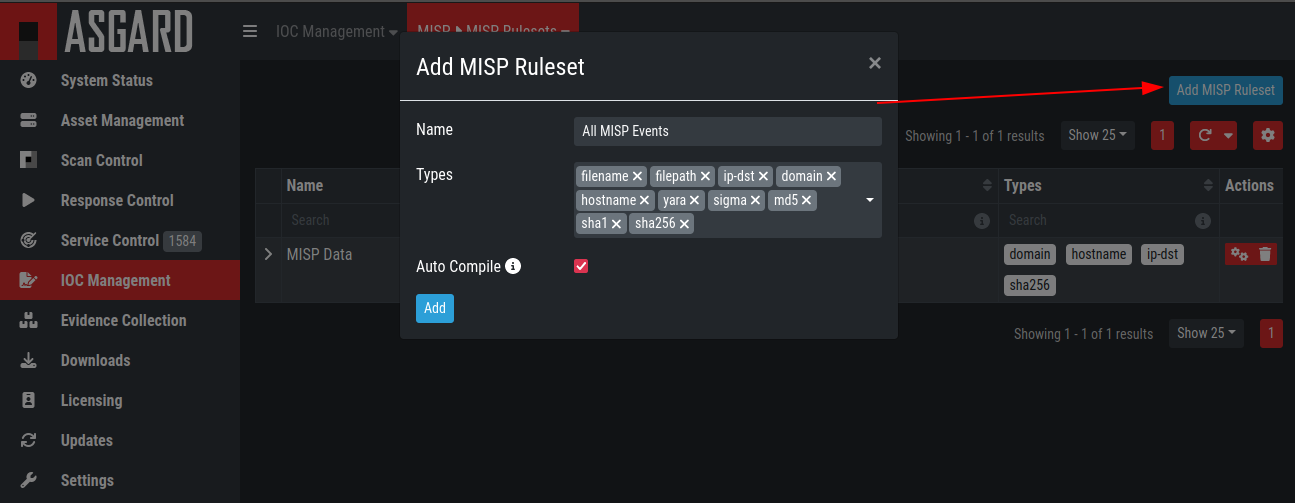 ASGARD
IOC Management
MISP MISP Rulesets
System Status
Asset Management
Scan Control
Response Control
Service Control 1584
IOC Management
Evidence Collection
Downloads
Licensing
Updates
Settings
Add MISP Ruleset
Showing 1 - 1 of 1 results Show 25 1
Name Types Actions
Search Search
MISP Data domain hostname ip-dst
sha256
Showing 1 - 1 of 1 results Show 25 1
Add MISP Ruleset ×
Name All MISP Events
Types filename × filepath × ip-dst × domain ×
hostname × yara × sigma × md5 ×
sha1 × sha256 ×
Auto Compile
Add